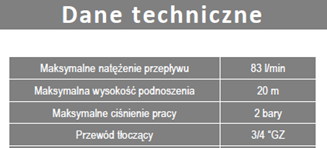 Dane techniczne
Maksymalne natężenie przepływu 83 l/min
Maksymalna wysokość podnoszenia 20 m
Maksymalne ciśnienie pracy 2 bary
Przewód tłoczący 3/4 "GZ